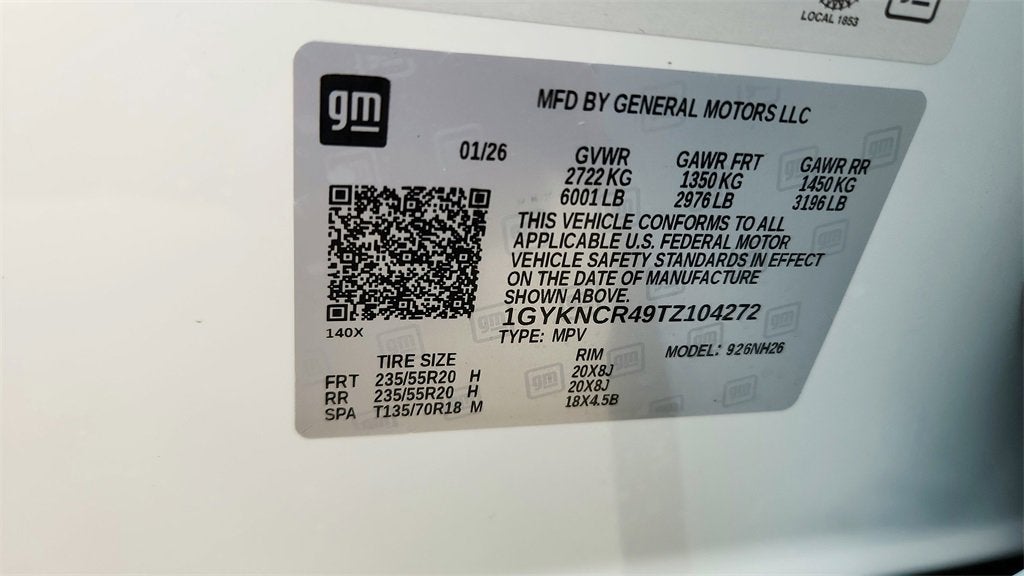 LOCAL 1853
gm
MFD BY GENERAL MOTORS LLC
01/26 GVWR GAWR FRT GAWR RR
2722 KG 1350 KG 1450 KG
6001 LB 2976 LB 3196 LB
THIS VEHICLE CONFORMS TO ALL
APPLICABLE U.S. FEDERAL MOTOR
VEHICLE SAFETY STANDARDS IN EFFECT
ON THE DATE OF MANUFACTURE
SHOWN ABOVE.
140X
1GYKNCR49TZ104272
TYPE: MPV
MODEL: 926NH26
TIRE SIZE RIM
FRT 235/55R20 H 20X8J
RR 235/55R20 H 20X8J
SPA T135/70R18 M 18X4.5B